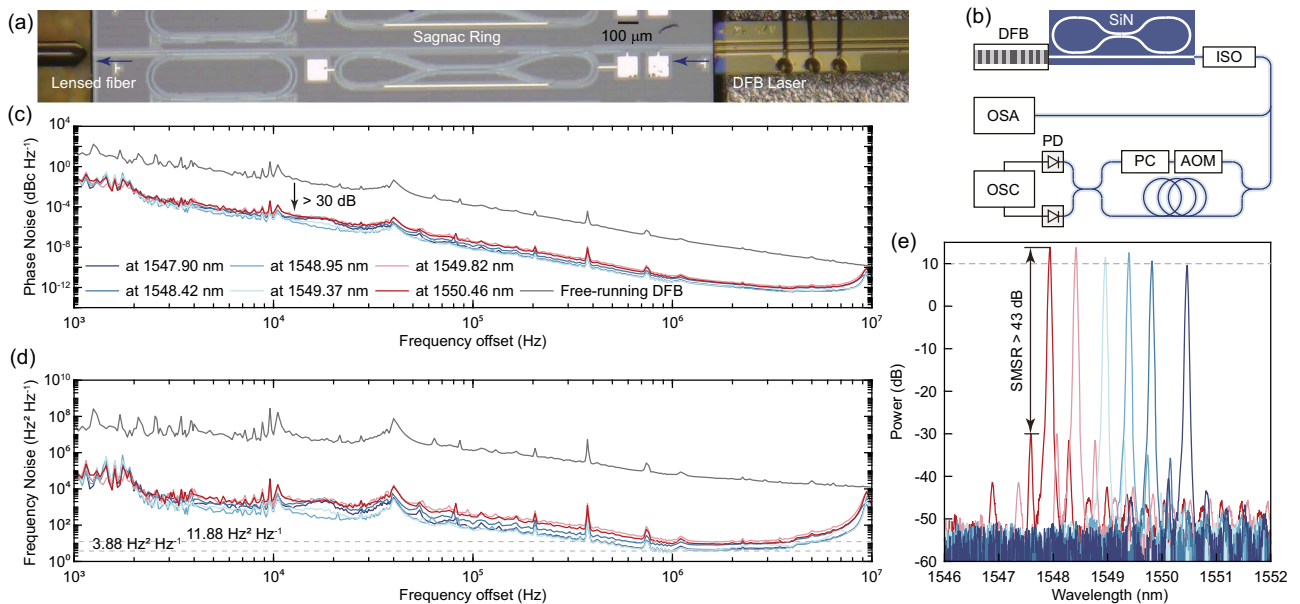 (a)
Sagnac Ring
100 μm
Lensed fiber
DFB Laser
(b)
DFB
SiN
ISO
OSA
PD
OSC
PC
AOM
(c)
Phase Noise (dBc Hz⁻¹)
10⁴
10⁰
10⁻⁴
10⁻⁸
10⁻¹²
> 30 dB
at 1547.90 nm
at 1548.95 nm
at 1549.82 nm
at 1548.42 nm
at 1549.37 nm
at 1550.46 nm
Free-running DFB
10³
10⁴
10⁵
10⁶
10⁷
Frequency offset (Hz)
(d)
Frequency Noise (Hz² Hz⁻¹)
10¹⁰
10⁸
10⁶
10⁴
10²
10⁰
11.88 Hz² Hz⁻¹
3.88 Hz² Hz⁻¹
10³
10⁴
10⁵
10⁶
10⁷
Frequency offset (Hz)
(e)
Power (dB)
10
0
-10
-20
-30
-40
-50
-60
SMSR > 43 dB
1546
1547
1548
1549
1550
1551
1552
Wavelength (nm)